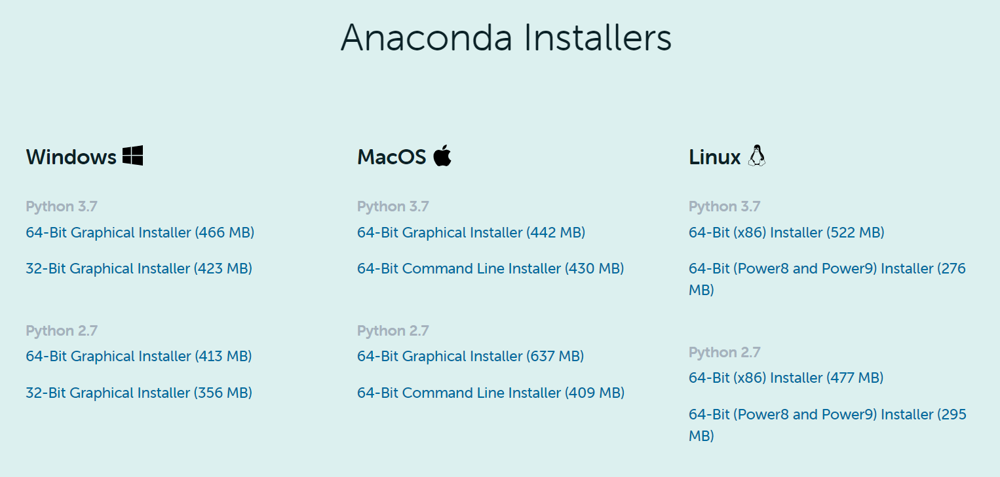 Anaconda Installers
Windows
Python 3.7
64-Bit Graphical Installer (466 MB)
32-Bit Graphical Installer (423 MB)
Python 2.7
64-Bit Graphical Installer (413 MB)
32-Bit Graphical Installer (356 MB)
MacOS
Python 3.7
64-Bit Graphical Installer (442 MB)
64-Bit Command Line Installer (430 MB)
Python 2.7
64-Bit Graphical Installer (637 MB)
64-Bit Command Line Installer (409 MB)
Linux
Python 3.7
64-Bit (x86) Installer (522 MB)
64-Bit (Power8 and Power9) Installer (276
MB)
Python 2.7
64-Bit (x86) Installer (477 MB)
64-Bit (Power8 and Power9) Installer (295
MB)